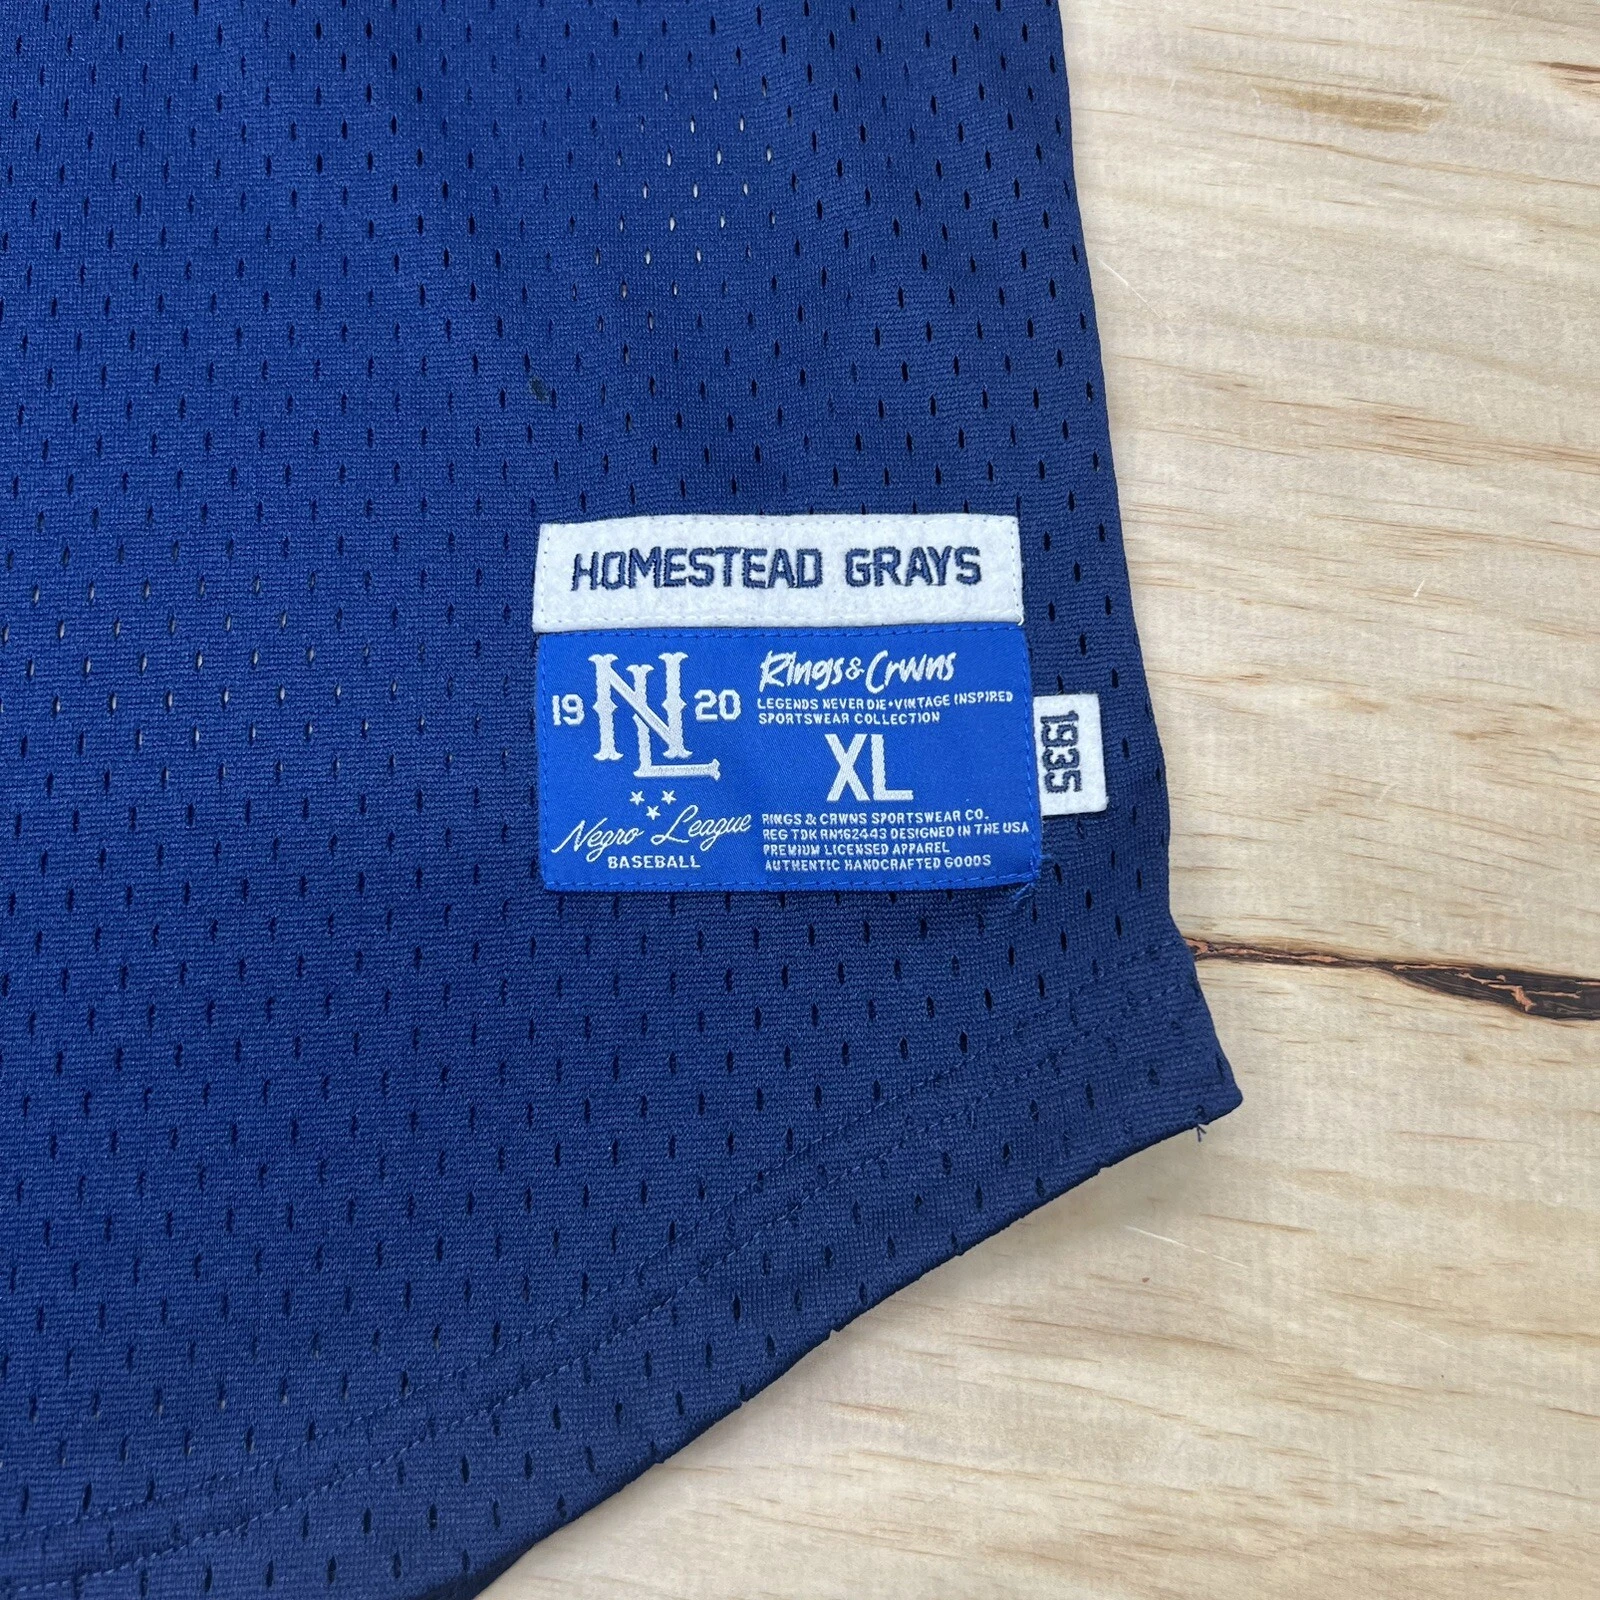 HOMESTEAD GRAYS
19 NL 20
Negro League
BASEBALL
Rings & Crwns
LEGENDS NEVER DIE • VINTAGE INSPIRED
SPORTSWEAR COLLECTION
XL
RINGS & CRWNS SPORTSWEAR CO.
REG TDK RN162443 DESIGNED IN THE USA
PREMIUM LICENSED APPAREL
AUTHENTIC HANDCRAFTED GOODS
1935